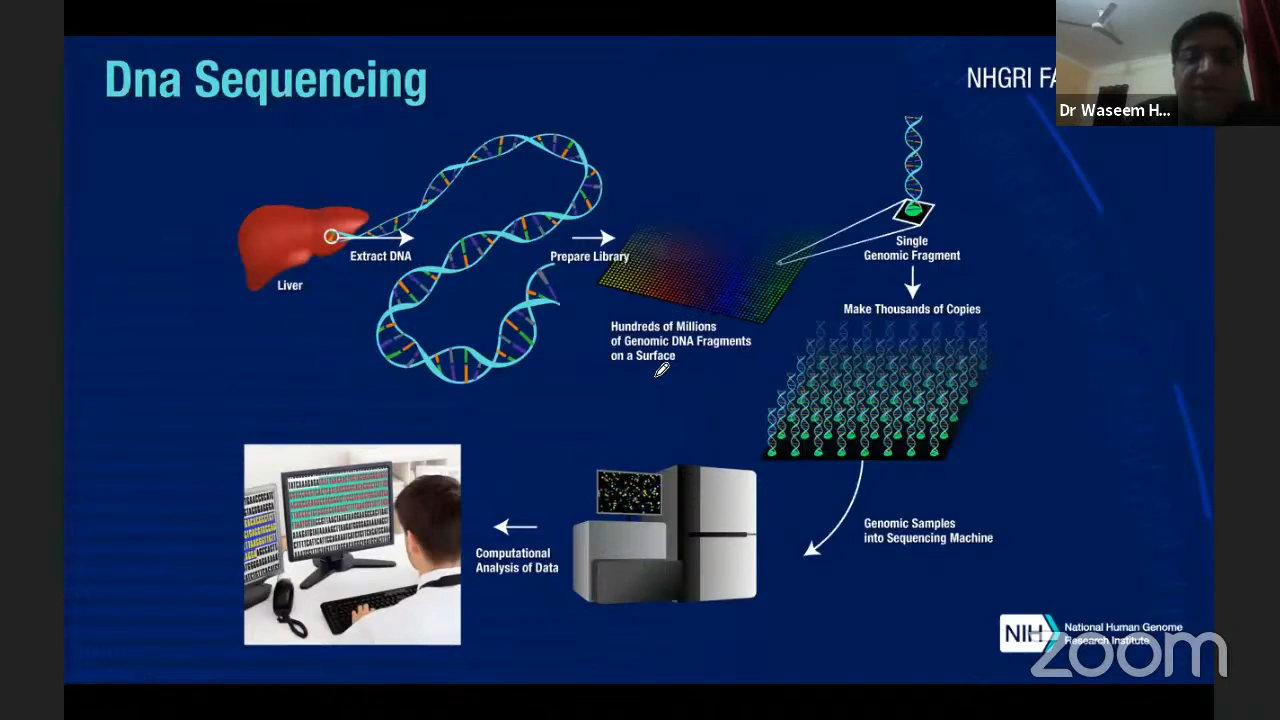 Dna Sequencing
NHGRI FA
Dr Waseem H...
Extract DNA
Liver
Prepare Library
Single
Genomic Fragment
Make Thousands of Copies
Hundreds of Millions
of Genomic DNA Fragments
on a Surface
Genomic Samples
into Sequencing Machine
Computational
Analysis of Data
NIH
National Human Genome
Research Institute
zoom